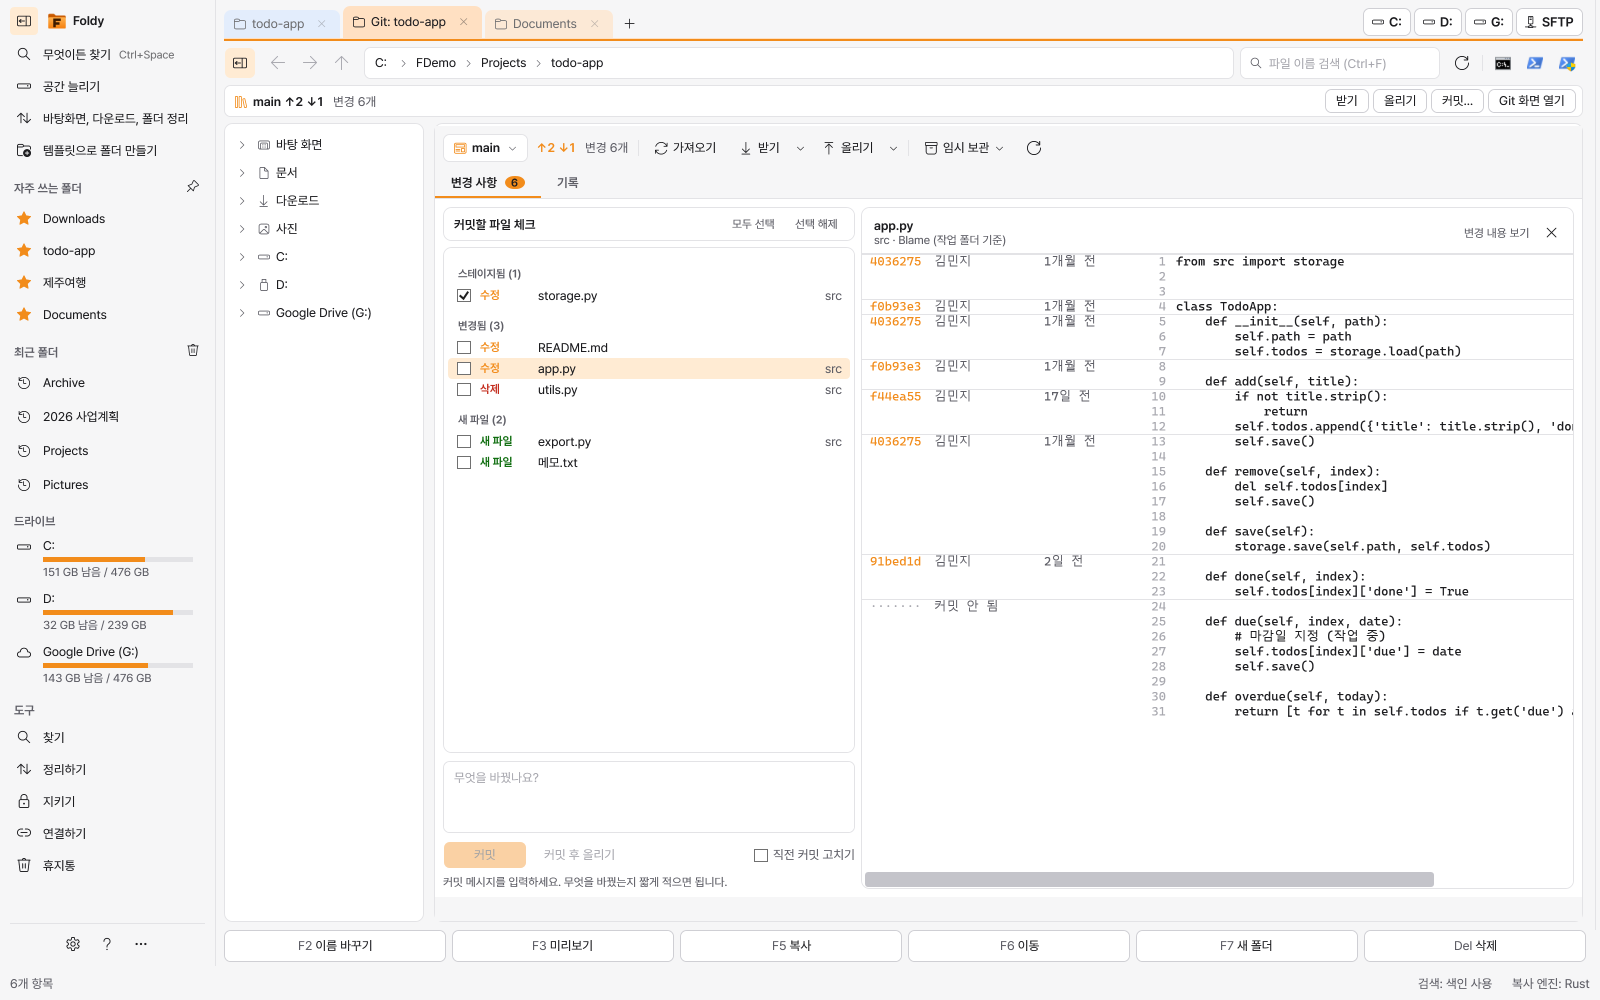 Foldy
무엇이든 찾기 Ctrl+Space
공간 늘리기
바탕화면, 다운로드, 폴더 정리
템플릿으로 폴더 만들기
자주 쓰는 폴더
Downloads
todo-app
제주여행
Documents
최근 폴더
Archive
2026 사업계획
Projects
Pictures
드라이브
C:
151 GB 남음 / 476 GB
D:
32 GB 남음 / 239 GB
Google Drive (G:)
143 GB 남음 / 476 GB
도구
찾기
정리하기
지키기
연결하기
휴지통
? ...
6개 항목
todo-app × Git: todo-app × Documents × +
C: D: G: SFTP
C: > FDemo > Projects > todo-app
파일 이름 검색 (Ctrl+F)
main ↑2 ↓1 변경 6개
받기 올리기 커밋... Git 화면 열기
바탕 화면
문서
다운로드
사진
C:
D:
Google Drive (G:)
main ↑2 ↓1 변경 6개 가져오기 받기 올리기 임시 보관
변경 사항 6 기록
커밋할 파일 체크 모두 선택 선택 해제
스테이지됨 (1)
수정 storage.py src
변경됨 (3)
수정 README.md
수정 app.py src
삭제 utils.py src
새 파일 (2)
새 파일 export.py src
새 파일 메모.txt
무엇을 바꿨나요?
커밋 커밋 후 올리기 직전 커밋 고치기
커밋 메시지를 입력하세요. 무엇을 바꿨는지 짧게 적으면 됩니다.
app.py
src · Blame (작업 폴더 기준)
변경 내용 보기
4036275 김민지 1개월 전 1 from src import storage
2
3
f0b93e3 김민지 1개월 전 4 class TodoApp:
4036275 김민지 1개월 전 5 def __init__(self, path):
6 self.path = path
7 self.todos = storage.load(path)
f0b93e3 김민지 1개월 전 8
9 def add(self, title):
f44ea55 김민지 17일 전 10 if not title.strip():
11 return
12 self.todos.append({'title': title.strip(), 'do
4036275 김민지 1개월 전 13 self.save()
14
15 def remove(self, index):
16 del self.todos[index]
17 self.save()
18
19 def save(self):
20 storage.save(self.path, self.todos)
91bed1d 김민지 2일 전 21
22 def done(self, index):
23 self.todos[index]['done'] = True
······· 커밋 안 됨 24
25 def due(self, index, date):
26 # 마감일 지정 (작업 중)
27 self.todos[index]['due'] = date
28 self.save()
29
30 def overdue(self, today):
31 return [t for t in self.todos if t.get('due')
F2 이름 바꾸기 F3 미리보기 F5 복사 F6 이동 F7 새 폴더 Del 삭제
검색: 색인 사용 복사 엔진: Rust